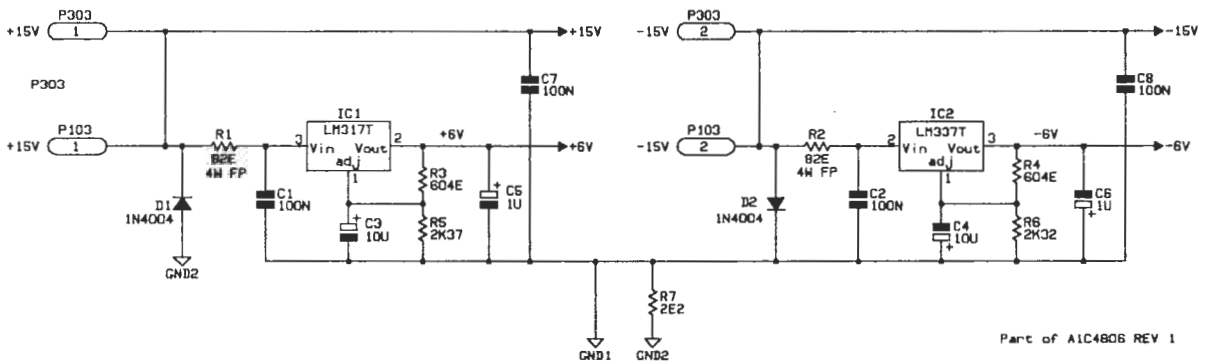 P303
+15V 1 +15V
P303
C7
100N
P103
+15V 1
R1
82E
4W FP
IC1
LM317T
3 Vin Vout 2
adj
1
+6V
+6V
D1
1N4004
GND2
C1
100N
+
C3
10U
R3
604E
R5
2K37
+
C5
1U
P303
-15V 2 -15V
C8
100N
P103
-15V 2
R2
82E
4W FP
IC2
LM337T
2 Vin Vout 3
adj
1
-6V
-6V
D2
1N4004
C2
100N
C4
10U
+
R4
604E
R6
2K32
C6
1U
+
R7
2E2
GND1
GND2
Part of A1C4806 REV 1